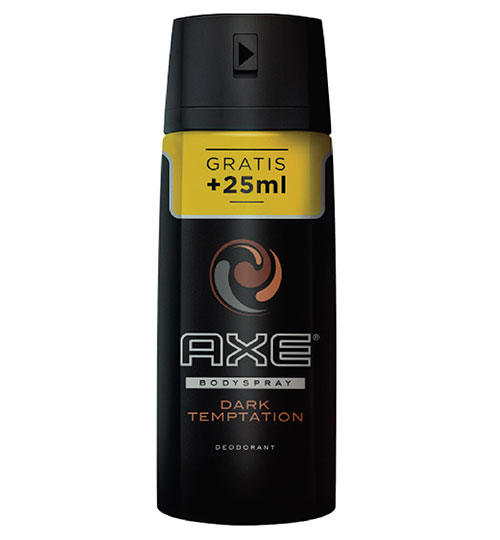 GRATIS
+25ml
AXE®
BODYSPRAY
DARK
TEMPTATION
DEODORANT